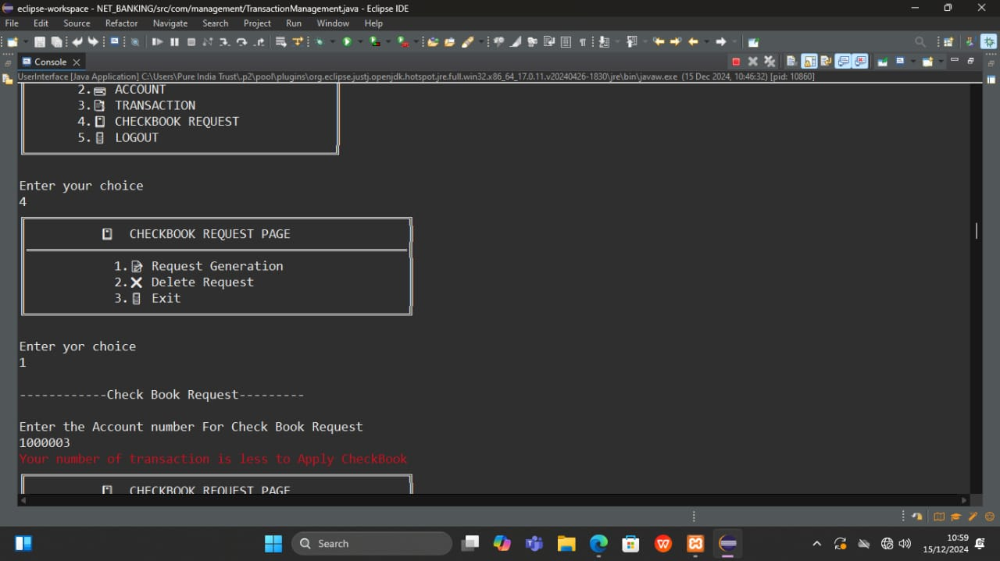 eclipse-workspace - NET_BANKING/src/com/management/TransactionManagement.java - Eclipse IDE
File Edit Source Refactor Navigate Search Project Run Window Help
Console
UserInterface [Java Application] C:\Users\Pure India Trust\.p2\pool\plugins\org.eclipse.justj.openjdk.hotspot.jre.full.win32.x86_64_17.0.11.v20240426-1830\jre\bin\javaw.exe (15 Dec 2024, 10:46:32) [pid: 10860]
2. ACCOUNT
3. TRANSACTION
4. CHECKBOOK REQUEST
5. LOGOUT
Enter your choice
4
CHECKBOOK REQUEST PAGE
1. Request Generation
2. Delete Request
3. Exit
Enter yor choice
1
------------Check Book Request---------
Enter the Account number For Check Book Request
1000003
Your number of transaction is less to Apply CheckBook
CHECKBOOK REQUEST PAGE
Search
10:59
15/12/2024